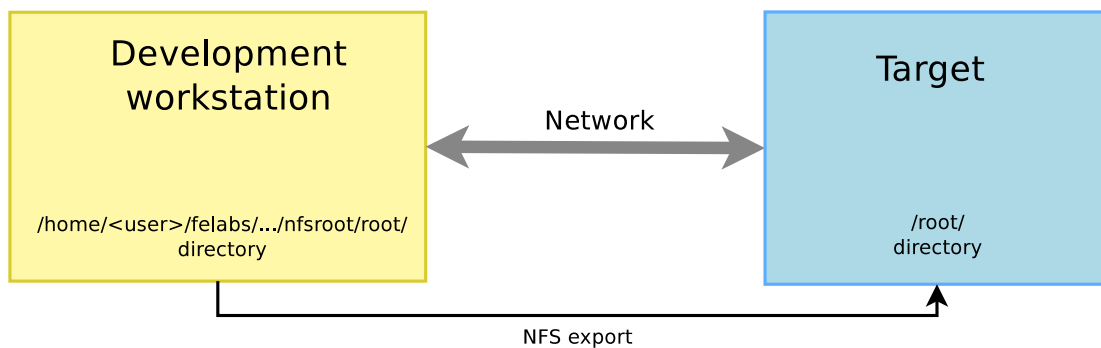 Development
workstation
/home/<user>/felabs/.../nfsroot/root/
directory
Network
Target
/root/
directory
NFS export